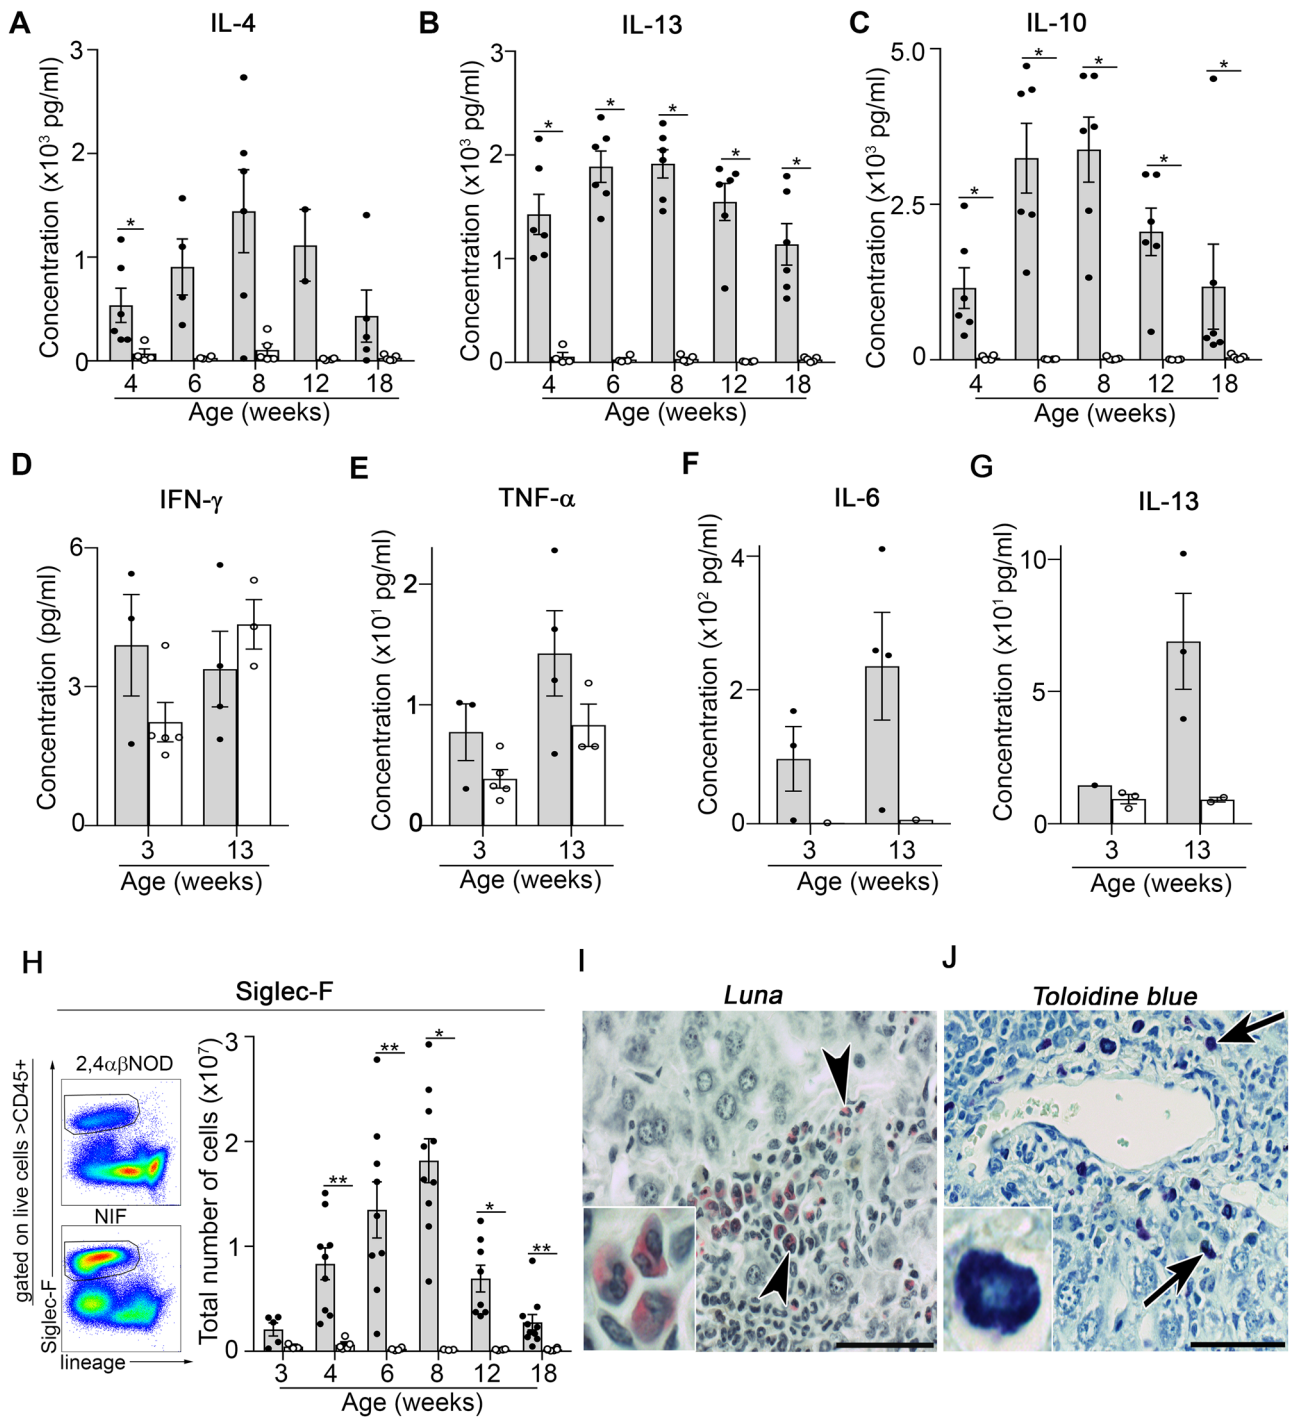 A
IL-4
Concentration (x10³ pg/ml)
3
2
1
0
*
4 6 8 12 18
Age (weeks)
B
IL-13
Concentration (x10³ pg/ml)
3
2
1
0
* * * * *
4 6 8 12 18
Age (weeks)
C
IL-10
Concentration (x10³ pg/ml)
5.0
2.5
0
* * * * *
4 6 8 12 18
Age (weeks)
D
IFN-γ
Concentration (pg/ml)
6
3
0
3 13
Age (weeks)
E
TNF-α
Concentration (x10¹ pg/ml)
2
1
0
3 13
Age (weeks)
F
IL-6
Concentration (x10² pg/ml)
4
2
0
3 13
Age (weeks)
G
IL-13
Concentration (x10¹ pg/ml)
10
5
0
3 13
Age (weeks)
H
Siglec-F
gated on live cells >CD45+
2,4αβNOD
NIF
Siglec-F
lineage
Total number of cells (x10⁷)
3
2
1
0
** ** * * **
3 4 6 8 12 18
Age (weeks)
I
Luna
J
Toloidine blue